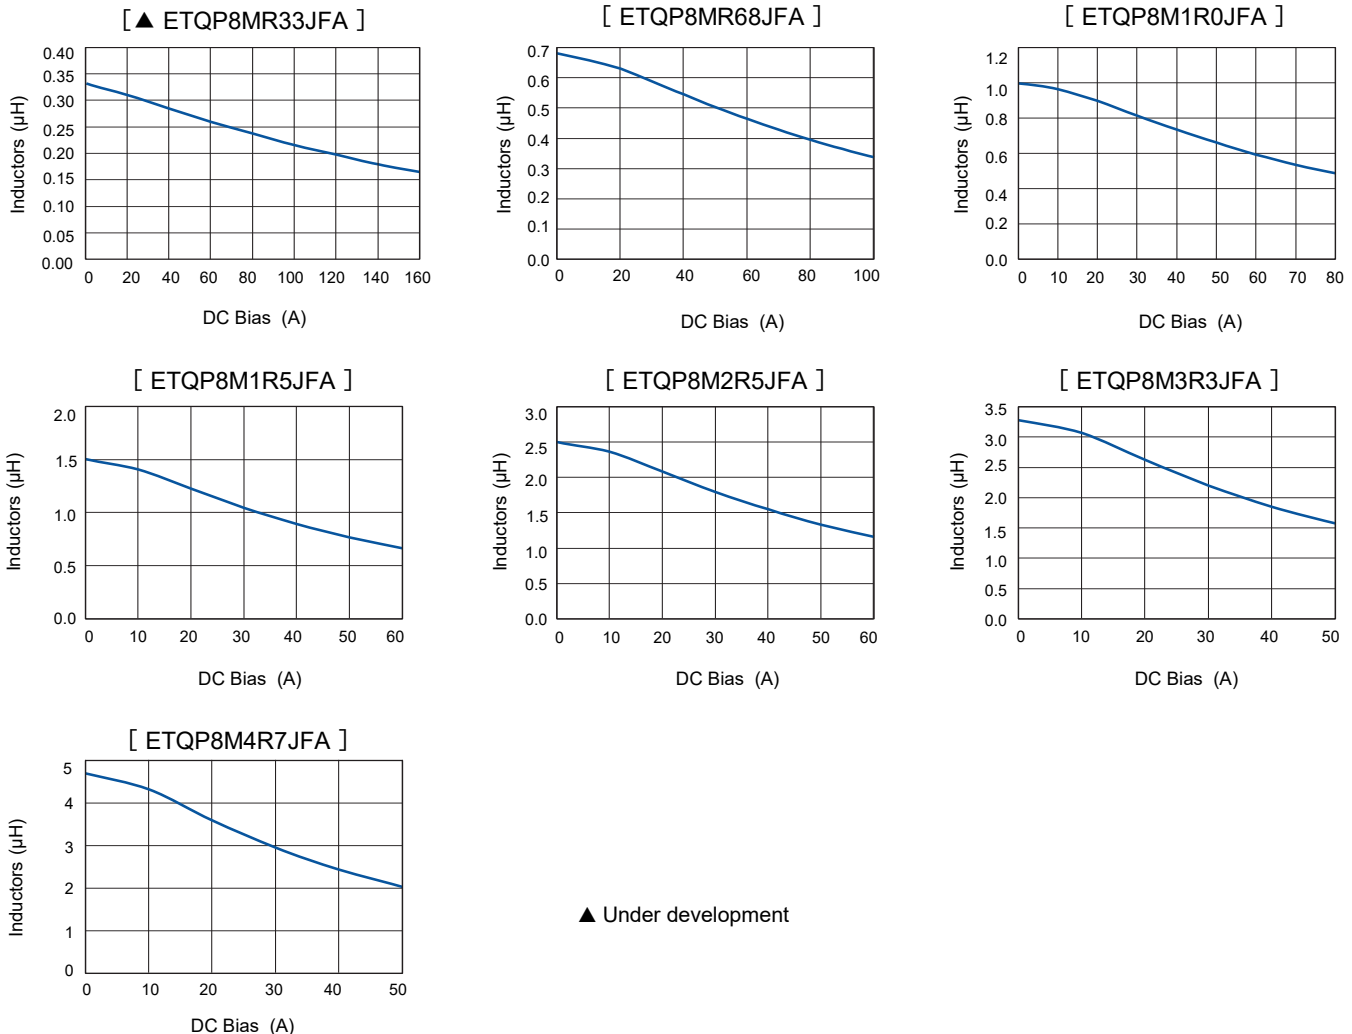 [▲ ETQP8MR33JFA ]
0.40
0.35
0.30
0.25
0.20
0.15
0.10
0.05
0.00
Inductors (µH)
0 20 40 60 80 100 120 140 160
DC Bias (A)
[ ETQP8MR68JFA ]
0.7
0.6
0.5
0.4
0.3
0.2
0.1
0.0
Inductors (µH)
0 20 40 60 80 100
DC Bias (A)
[ ETQP8M1R0JFA ]
1.2
1.0
0.8
0.6
0.4
0.2
0.0
Inductors (µH)
0 10 20 30 40 50 60 70 80
DC Bias (A)
[ ETQP8M1R5JFA ]
2.0
1.5
1.0
0.5
0.0
Inductors (µH)
0 10 20 30 40 50 60
DC Bias (A)
[ ETQP8M2R5JFA ]
3.0
2.5
2.0
1.5
1.0
0.5
0.0
Inductors (µH)
0 10 20 30 40 50 60
DC Bias (A)
[ ETQP8M3R3JFA ]
3.5
3.0
2.5
2.0
1.5
1.0
0.5
0.0
Inductors (µH)
0 10 20 30 40 50
DC Bias (A)
[ ETQP8M4R7JFA ]
5
4
3
2
1
0
Inductors (µH)
0 10 20 30 40 50
DC Bias (A)
▲ Under development